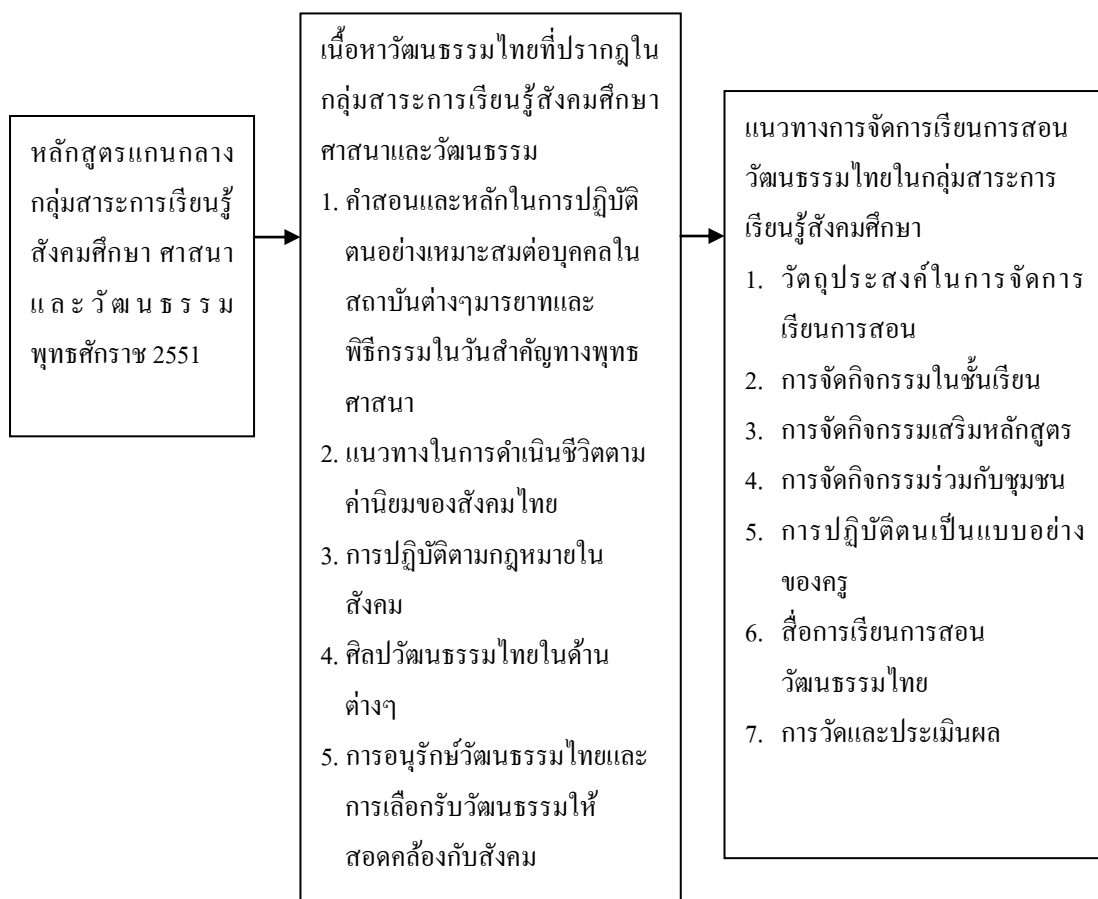 หลักสูตรแกนกลาง
กลุ่มสาระการเรียนรู้
สังคมศึกษา ศาสนา
และวัฒนธรรม
พุทธศักราช 2551
เนื้อหาวัฒนธรรมไทยที่ปรากฏใน
กลุ่มสาระการเรียนรู้สังคมศึกษา
ศาสนาและวัฒนธรรม
1. คำสอนและหลักในการปฏิบัติ
ตนอย่างเหมาะสมต่อบุคคลใน
สถาบันต่างๆมารยาทและ
พิธีกรรมในวันสำคัญทางพุทธ
ศาสนา
2. แนวทางในการดำเนินชีวิตตาม
ค่านิยมของสังคมไทย
3. การปฏิบัติตามกฎหมายใน
สังคม
4. ศิลปวัฒนธรรมไทยในด้าน
ต่างๆ
5. การอนุรักษ์วัฒนธรรมไทยและ
การเลือกรับวัฒนธรรมให้
สอดคล้องกับสังคม
แนวทางการจัดการเรียนการสอน
วัฒนธรรมไทยในกลุ่มสาระการ
เรียนรู้สังคมศึกษา
1. วัตถุประสงค์ในการจัดการ
เรียนการสอน
2. การจัดกิจกรรมในชั้นเรียน
3. การจัดกิจกรรมเสริมหลักสูตร
4. การจัดกิจกรรมร่วมกับชุมชน
5. การปฏิบัติตนเป็นแบบอย่าง
ของครู
6. สื่อการเรียนการสอน
วัฒนธรรมไทย
7. การวัดและประเมินผล